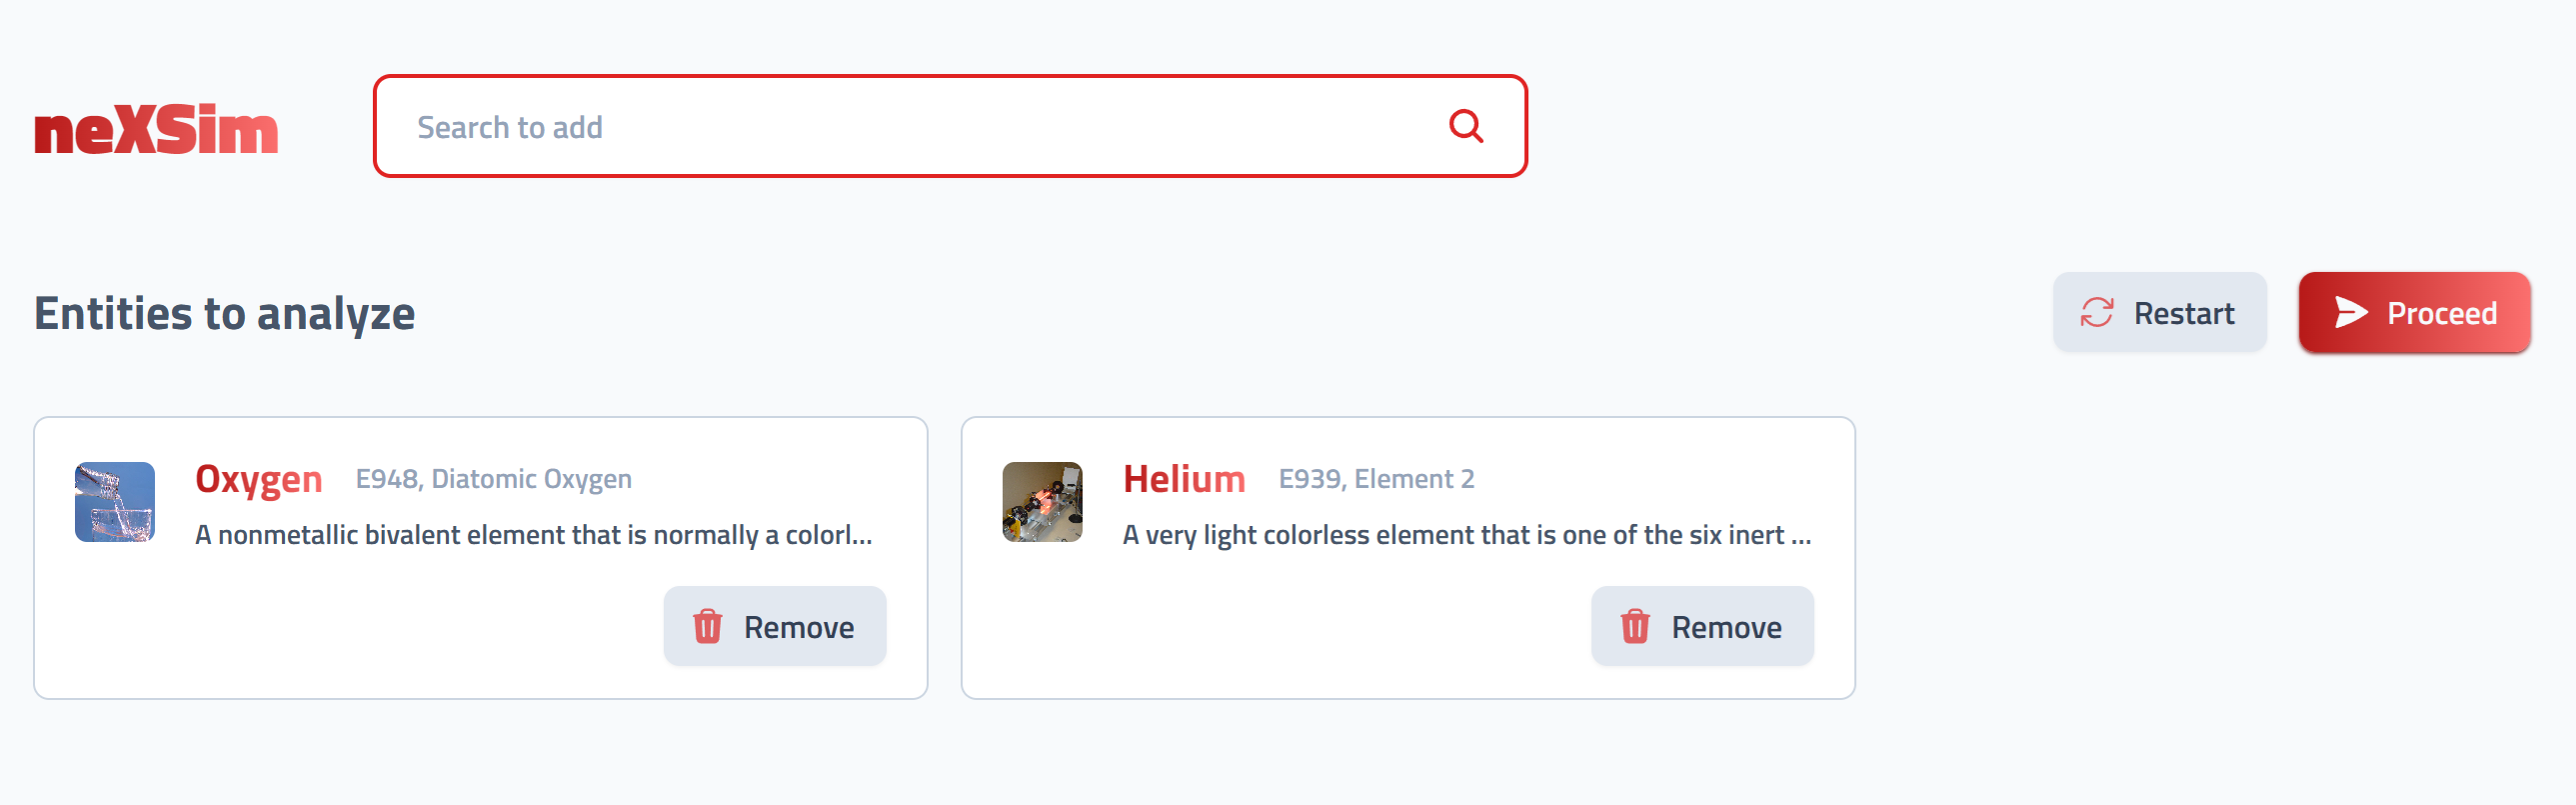 neXSim
Search to add
Entities to analyze
Restart
Proceed
Oxygen E948, Diatomic Oxygen
A nonmetallic bivalent element that is normally a colorl...
Remove
Helium E939, Element 2
A very light colorless element that is one of the six inert ...
Remove